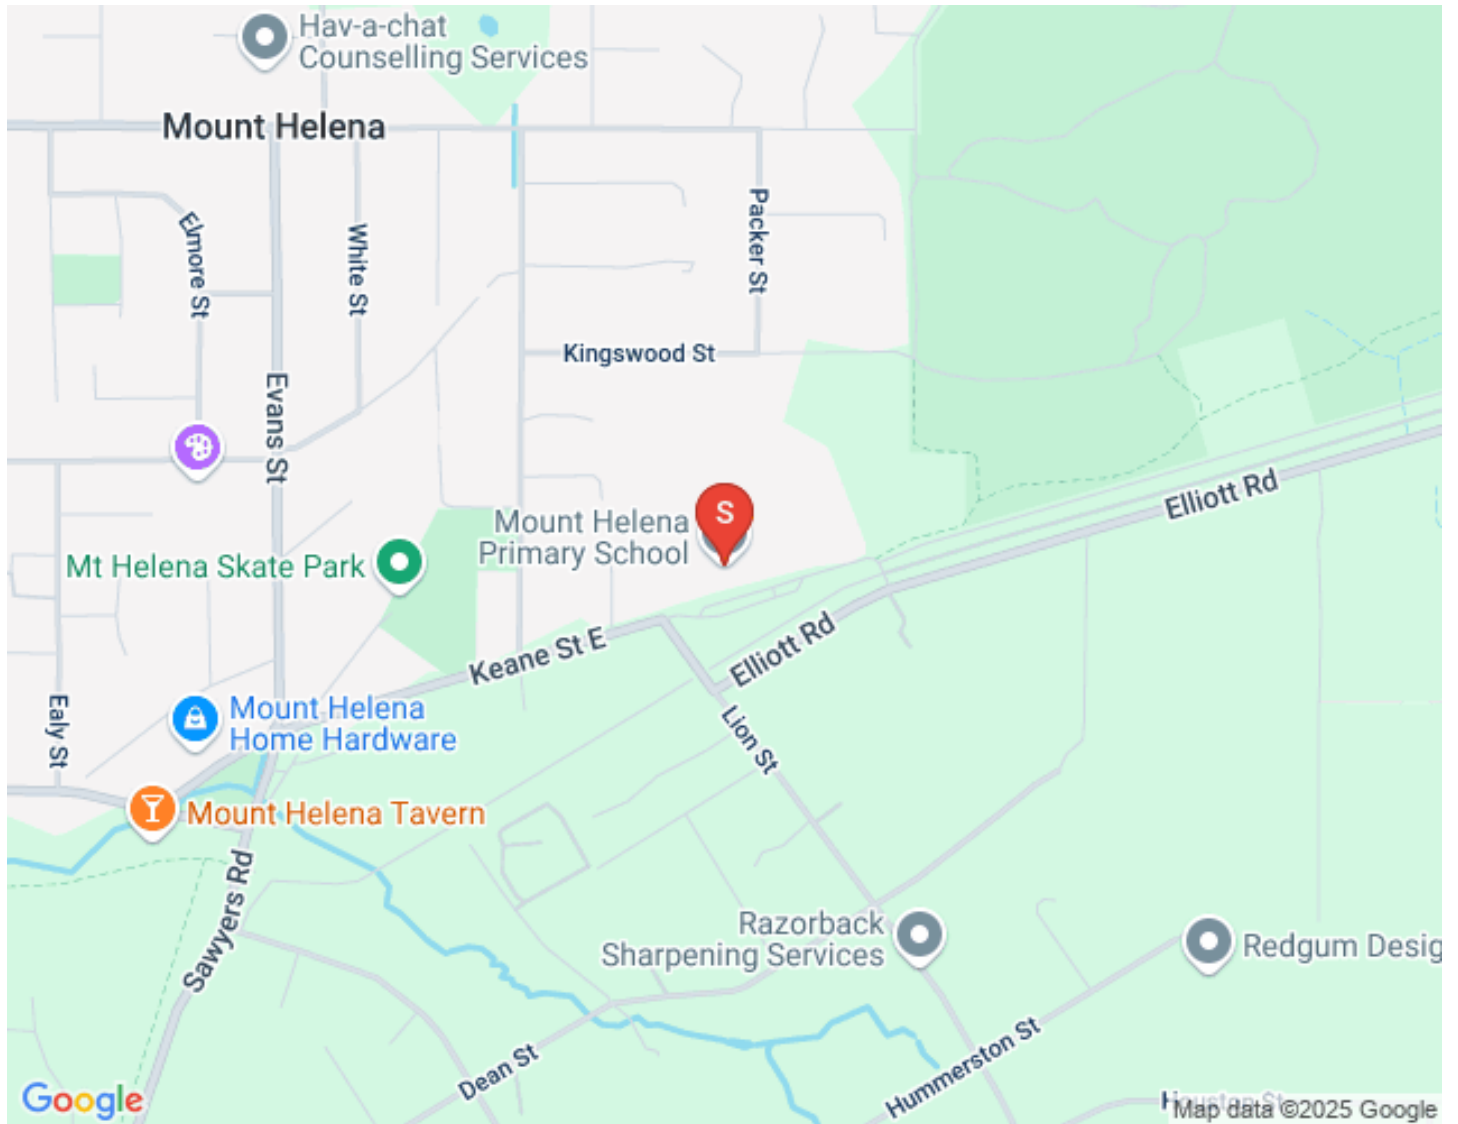 Hav-a-chat
Counselling Services
Mount Helena
Elmore St
White St
Packer St
Kingswood St
Evans St
Elliott Rd
S
Mount Helena
Primary School
Mt Helena Skate Park
Elliott Rd
Keane St E
Ealy St
Mount Helena
Home Hardware
Lion St
Mount Helena Tavern
Sawyers Rd
Razorback
Sharpening Services
Redgum Desig
Dean St
Hummerston St
Google
Houston St
Map data ©2025 Google